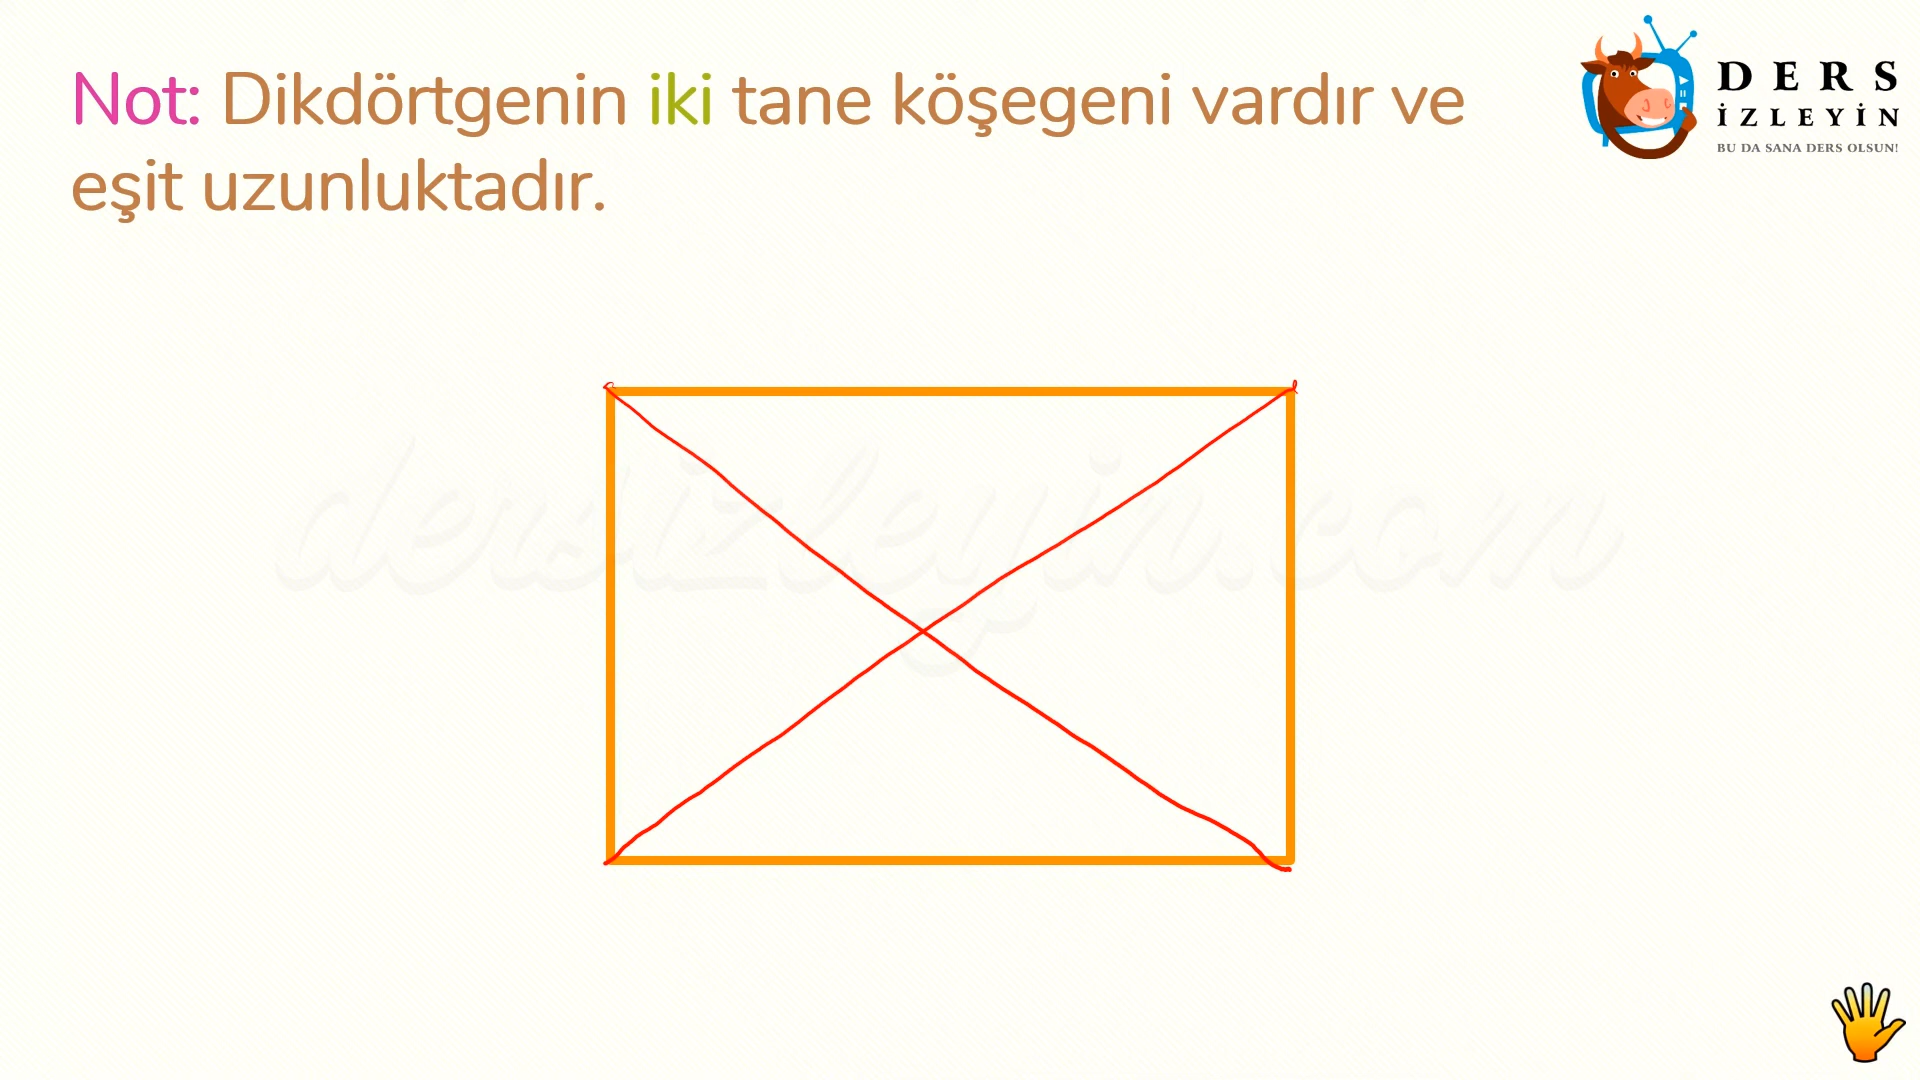 Not: Dikdörtgenin iki tane köşegeni vardır ve
eşit uzunluktadır.
DERS
İZLEYİN
BU DA SANA DERS OLSUN!
dersizleyin.com